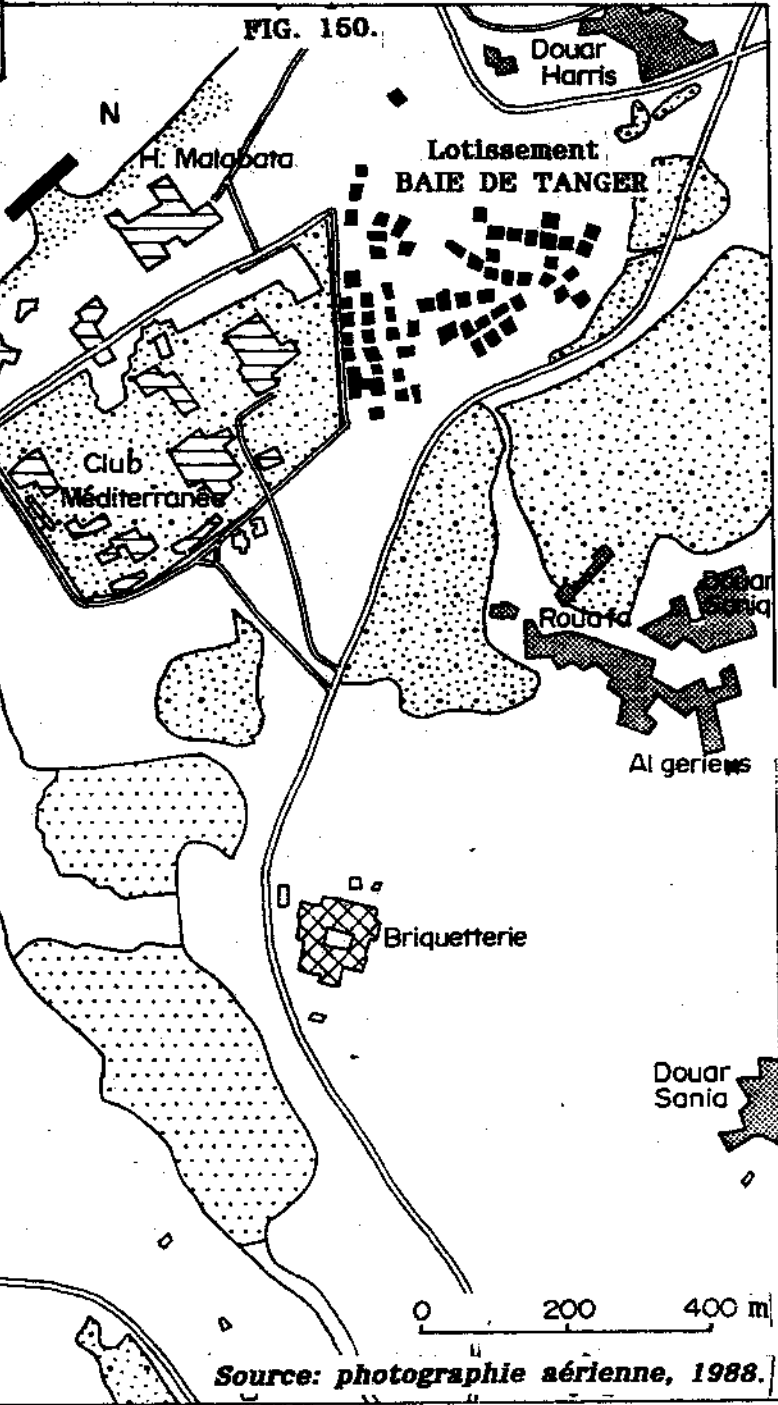 FIG. 150.
Douar
Harris
N
H. Malabata
Lotissement
BAIE DE TANGER
Club
Méditerranée
Douar
Saniq
Rouafa
Algeriens
Briquetterie
Douar
Sania
0 200 400 m
Source: photographie aérienne, 1988.